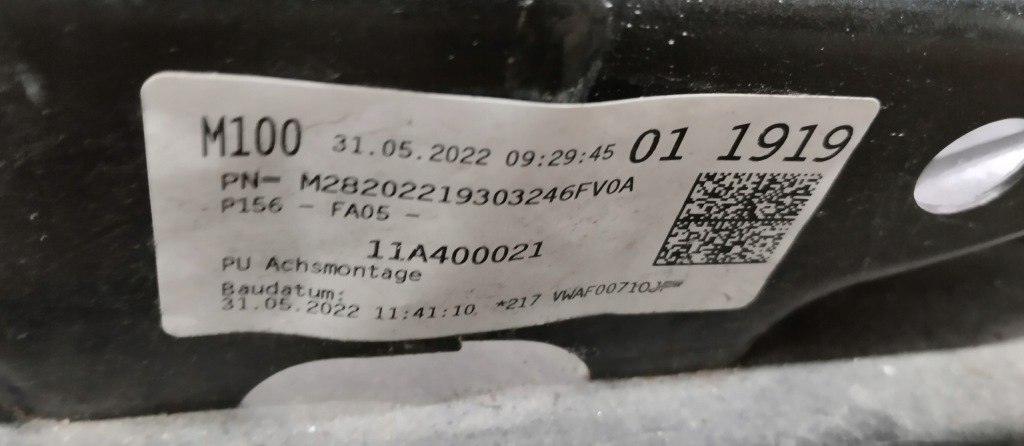 M100 31.05.2022 09:29:45 01 1919
PN- M28202219303246FV0A
P156 - FA05 -
11A400021
PU Achsmontage
Baudatum:
31.05.2022 11:41:10 *217 VWAF00710JF*